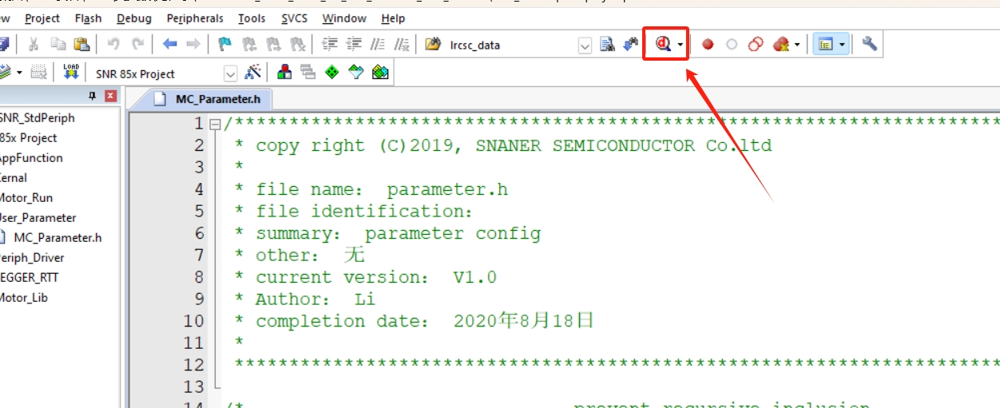 Project Flash Debug Peripherals Tools SVCS Window Help
lrcsc_data
LOAD
SNR 85x Project
MC_Parameter.h
SNR_StdPeriph
85x Project
AppFunction
Kernal
Motor_Run
User_Parameter
MC_Parameter.h
Periph_Driver
EGGER_RTT
Motor_Lib
1 /**********************************************************************
2 * copy right (C)2019, SNANER SEMICONDUCTOR Co.ltd
3 *
4 * file name: parameter.h
5 * file identification:
6 * summary: parameter config
7 * other: 无
8 * current version: V1.0
9 * Author: Li
10 * completion date: 2020年8月18日
11 *
12 **********************************************************************
13
14 /* prevent recursive inclusion